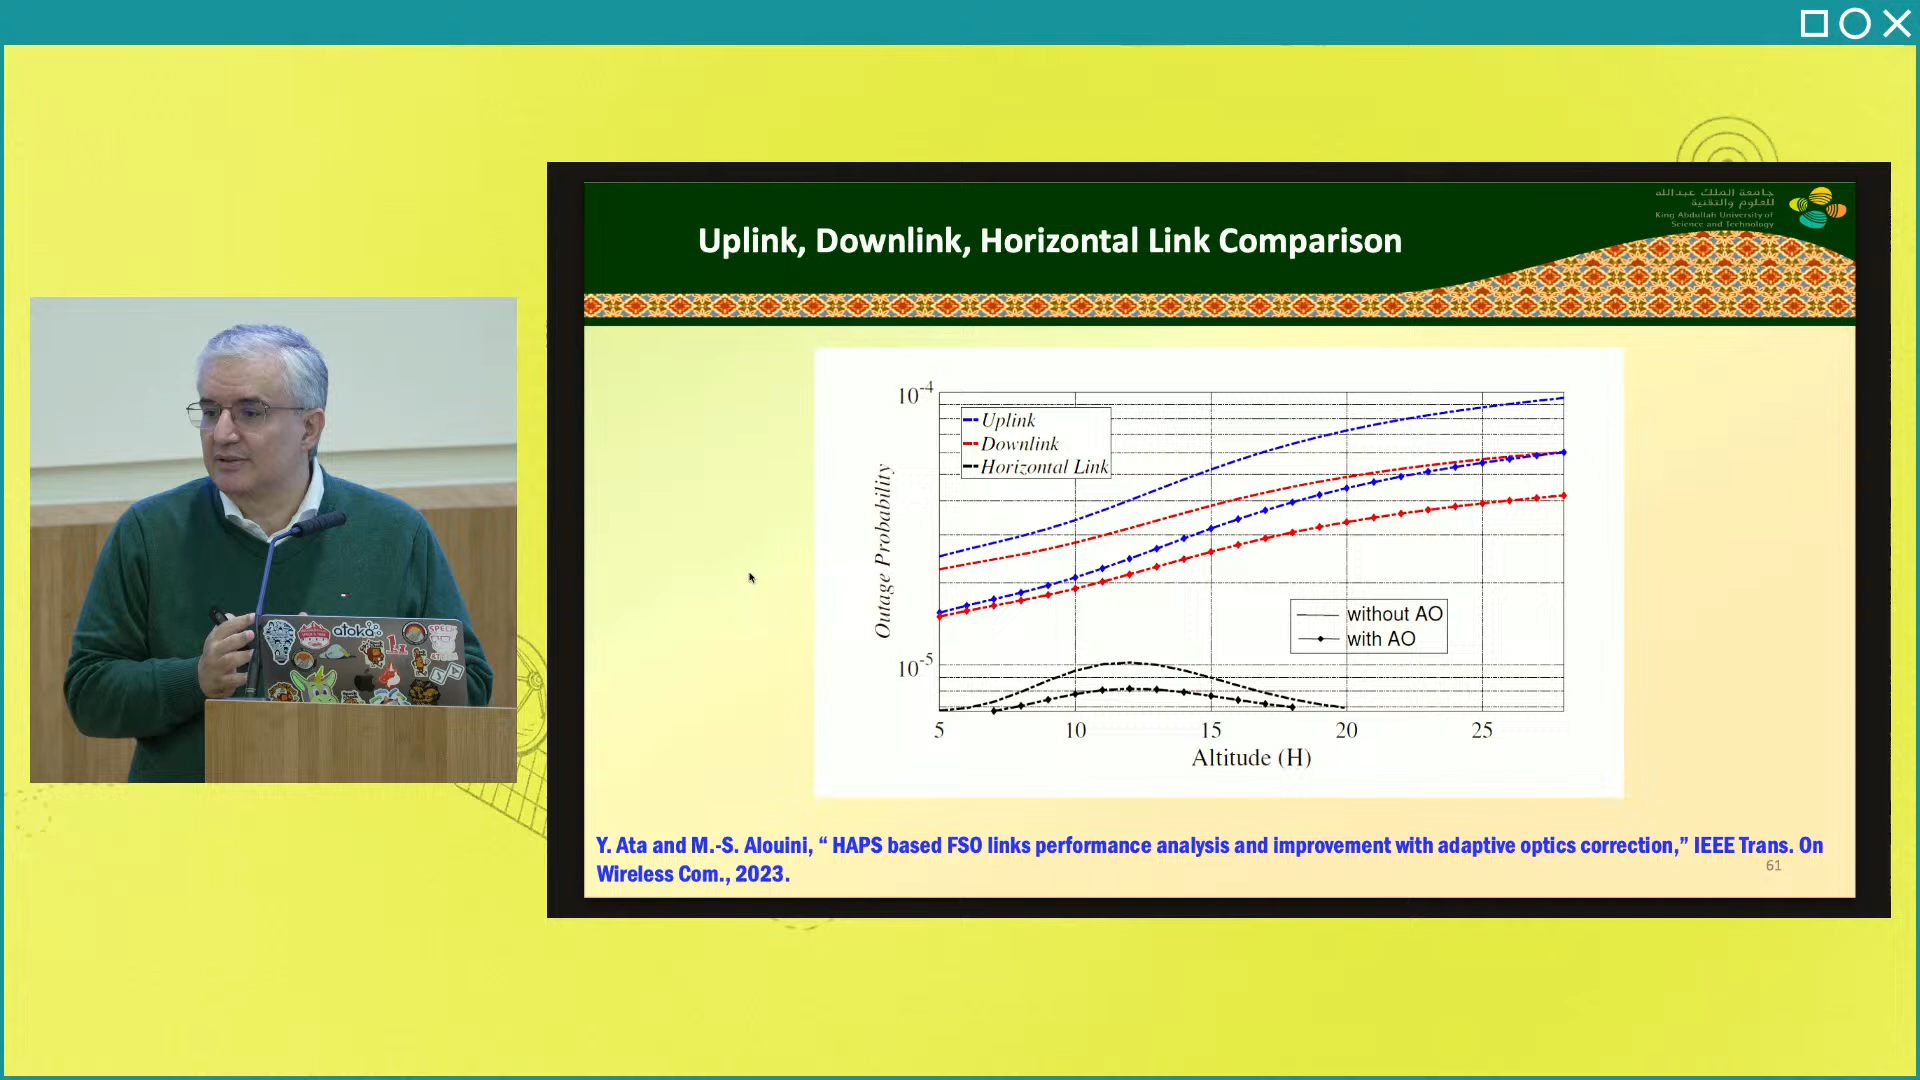 Uplink, Downlink, Horizontal Link Comparison
جامعة الملك عبدالله
للعلوم والتقنية
King Abdullah University of
Science and Technology
10-4
Uplink
Downlink
Horizontal Link
Outage Probability
without AO
with AO
10-5
5 10 15 20 25
Altitude (H)
Y. Ata and M.-S. Alouini, “ HAPS based FSO links performance analysis and improvement with adaptive optics correction,” IEEE Trans. On
Wireless Com., 2023.
61
atoka